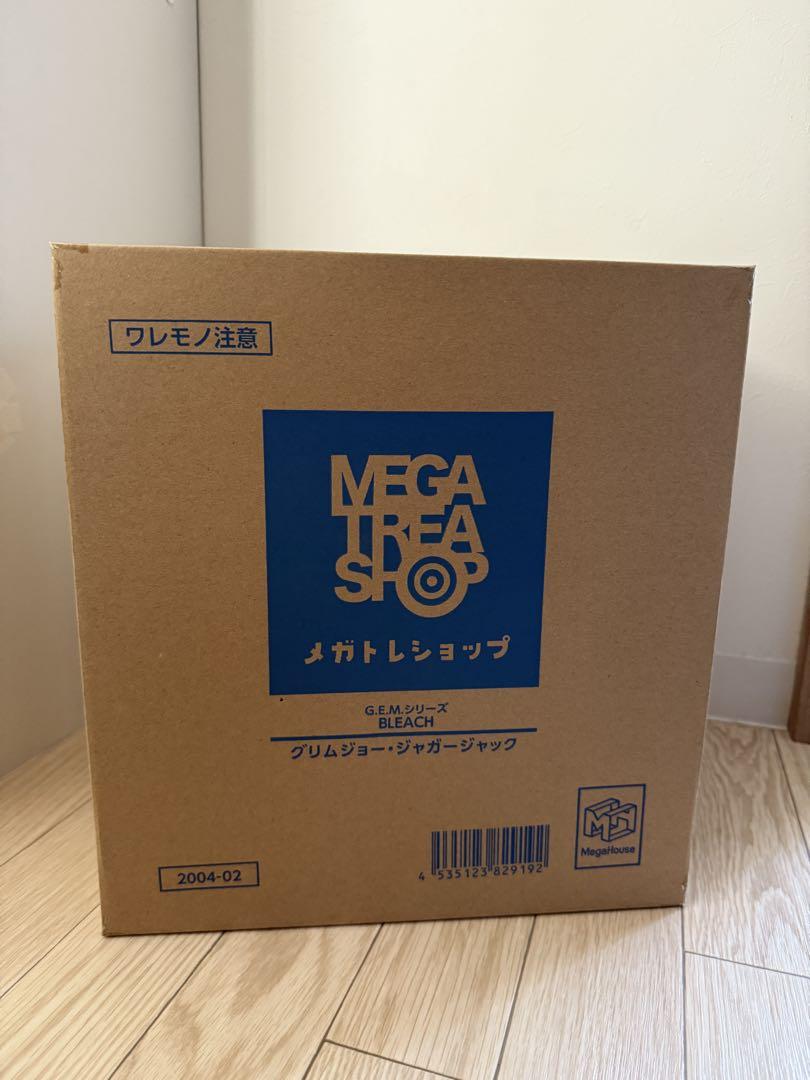 ワレモノ注意
MEGA
TREA
SHOP
メガトレショップ
G.E.M.シリーズ
BLEACH
グリムジョー・ジャガージャック
MegaHouse
2004-02
4 535123 829192